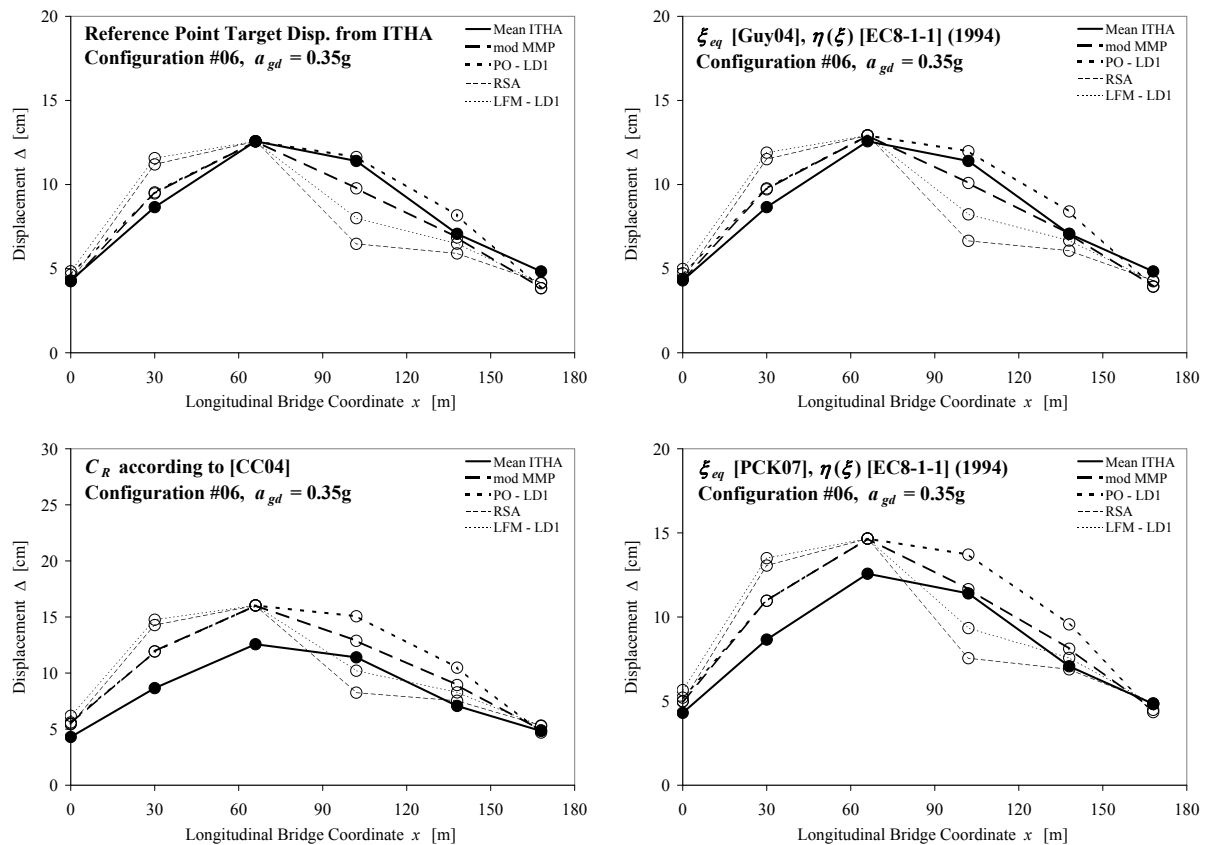 Reference Point Target Disp. from ITHA
Configuration #06, a gd = 0.35g
Mean ITHA
mod MMP
PO - LD1
RSA
LFM - LD1
20
15
10
5
0
Displacement Δ [cm]
0 30 60 90 120 150 180
Longitudinal Bridge Coordinate x [m]
ξ eq [Guy04], η(ξ) [EC8-1-1] (1994)
Configuration #06, a gd = 0.35g
Mean ITHA
mod MMP
PO - LD1
RSA
LFM - LD1
20
15
10
5
0
Displacement Δ [cm]
0 30 60 90 120 150 180
Longitudinal Bridge Coordinate x [m]
C R according to [CC04]
Configuration #06, a gd = 0.35g
Mean ITHA
mod MMP
PO - LD1
RSA
LFM - LD1
30
25
20
15
10
5
0
Displacement Δ [cm]
0 30 60 90 120 150 180
Longitudinal Bridge Coordinate x [m]
ξ eq [PCK07], η(ξ) [EC8-1-1] (1994)
Configuration #06, a gd = 0.35g
Mean ITHA
mod MMP
PO - LD1
RSA
LFM - LD1
20
15
10
5
0
Displacement Δ [cm]
0 30 60 90 120 150 180
Longitudinal Bridge Coordinate x [m]